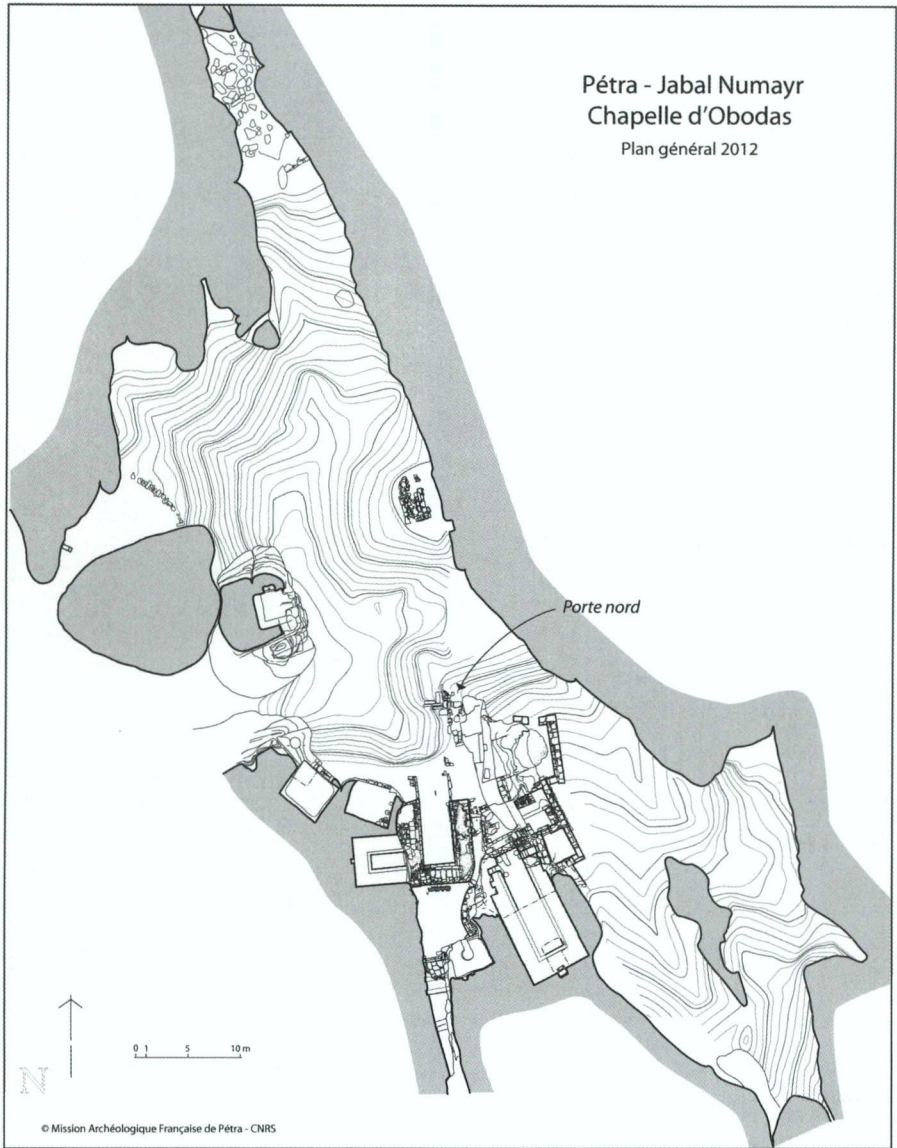 Pétra - Jabal Numayr
Chapelle d'Obodas
Plan général 2012
Porte nord
0 1 5 10 m
N
© Mission Archéologique Française de Pétra - CNRS